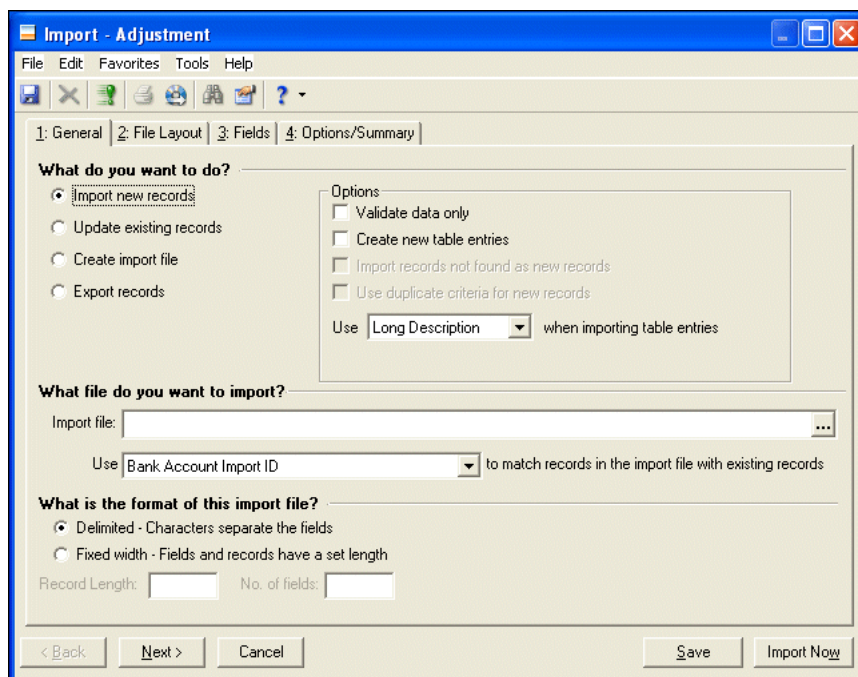 Import - Adjustment
File Edit Favorites Tools Help
?
1: General 2: File Layout 3: Fields 4: Options/Summary
What do you want to do?
Import new records
Update existing records
Create import file
Export records
Options
Validate data only
Create new table entries
Import records not found as new records
Use duplicate criteria for new records
Use Long Description when importing table entries
What file do you want to import?
Import file: ...
Use Bank Account Import ID to match records in the import file with existing records
What is the format of this import file?
Delimited - Characters separate the fields
Fixed width - Fields and records have a set length
Record Length: No. of fields:
< Back Next > Cancel Save Import Now